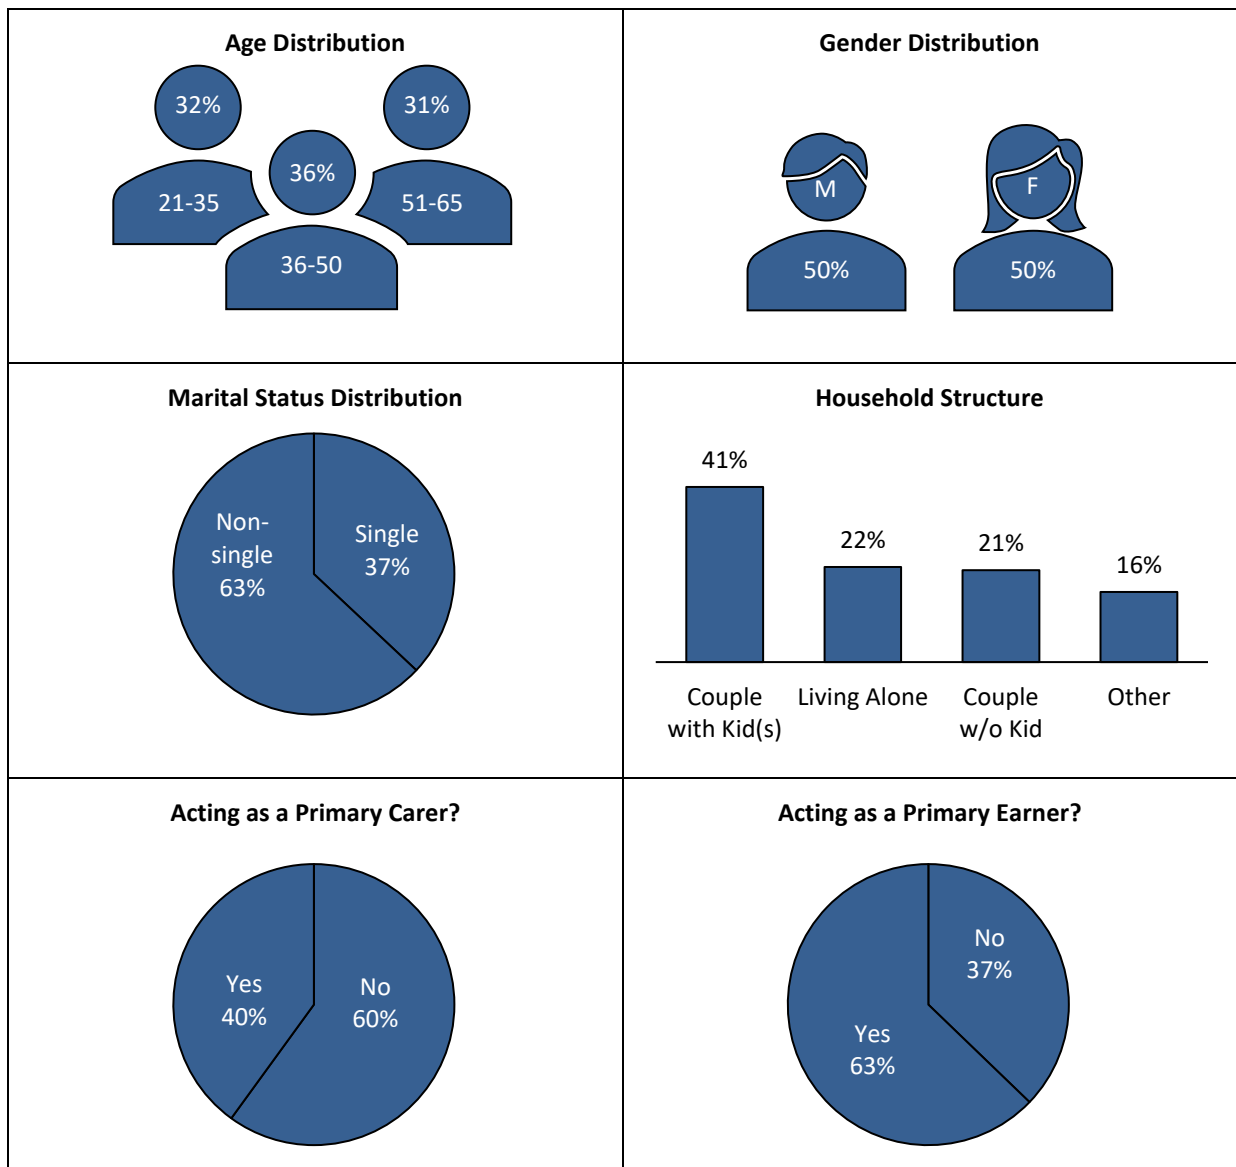 Age Distribution
32%
31%
36%
21-35
51-65
36-50
Gender Distribution
M
F
50%
50%
Marital Status Distribution
Non-
single
63%
Single
37%
Household Structure
41%
22%
21%
16%
Couple
with Kid(s)
Living Alone
Couple
w/o Kid
Other
Acting as a Primary Carer?
Yes
40%
No
60%
Acting as a Primary Earner?
No
37%
Yes
63%